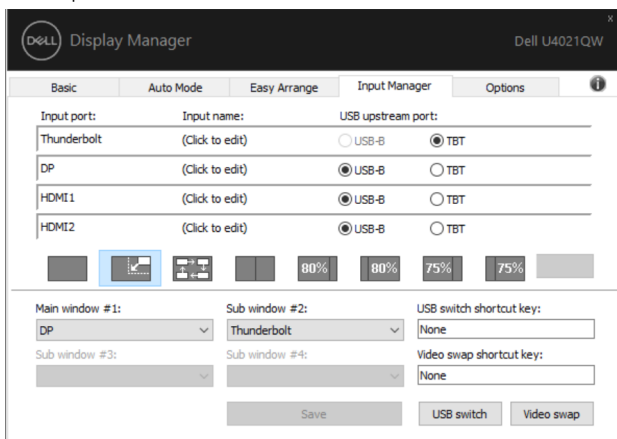 x
DELL Display Manager Dell U4021QW
Basic Auto Mode Easy Arrange Input Manager Options i
Input port: Input name: USB upstream port:
Thunderbolt (Click to edit) USB-B TBT
DP (Click to edit) USB-B TBT
HDMI1 (Click to edit) USB-B TBT
HDMI2 (Click to edit) USB-B TBT
80% 80% 75% 75%
Main window #1: Sub window #2: USB switch shortcut key:
DP Thunderbolt None
Sub window #3: Sub window #4: Video swap shortcut key:
None
Save USB switch Video swap